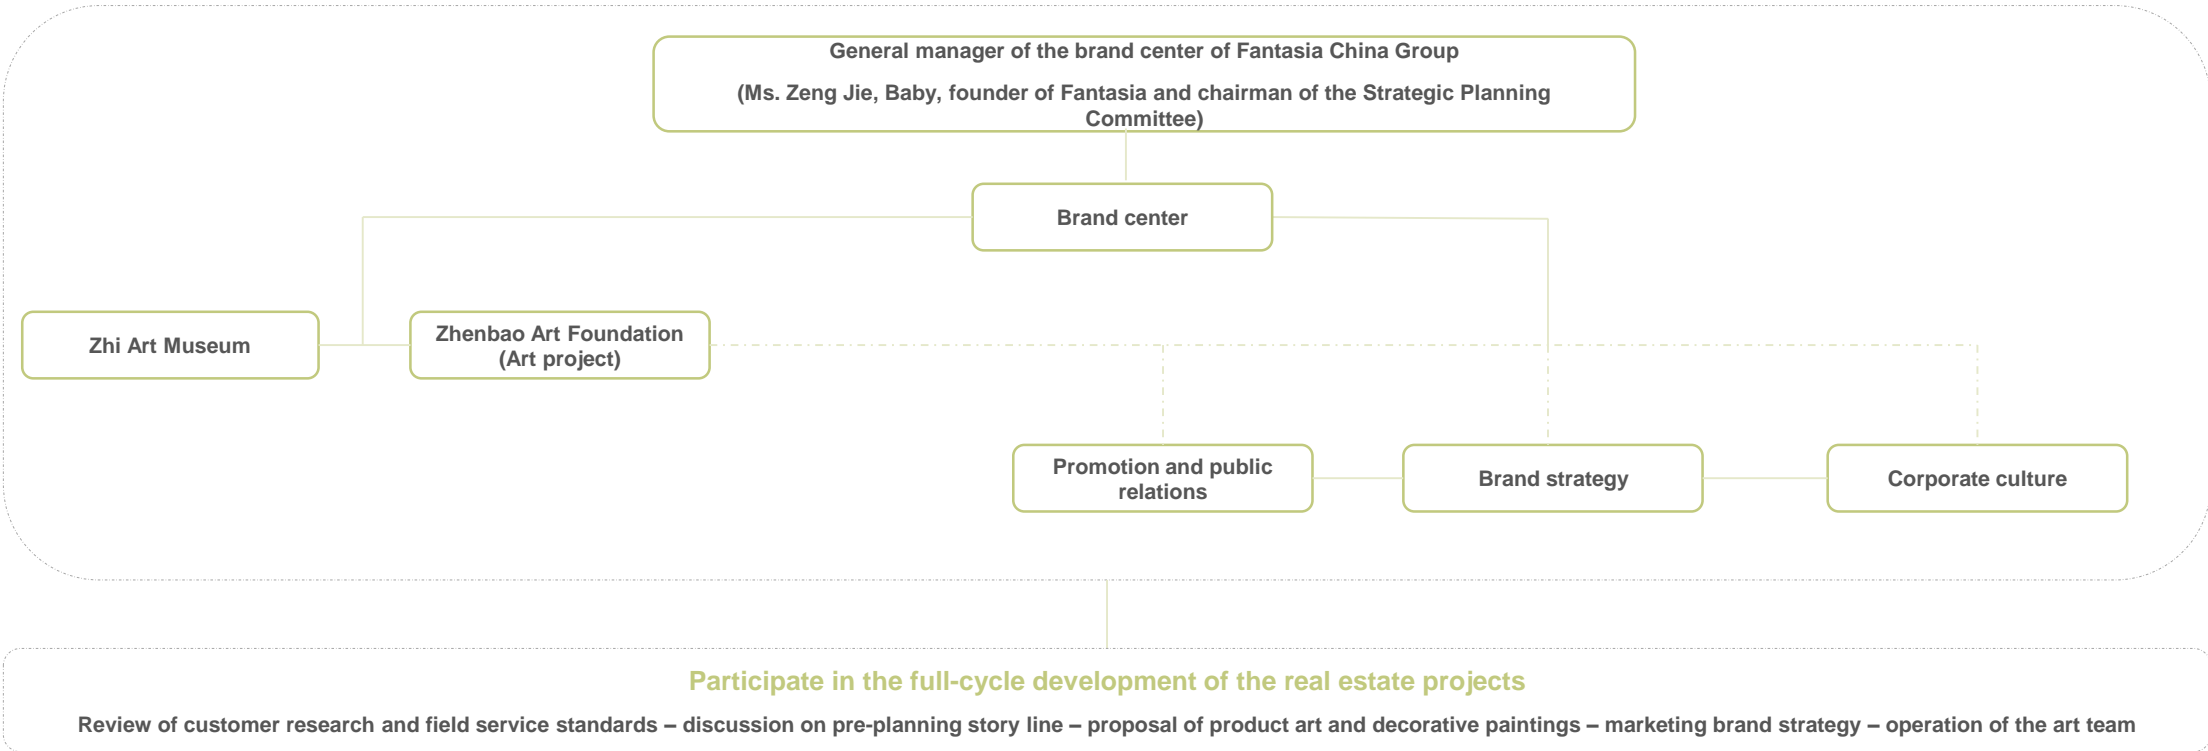 General manager of the brand center of Fantasia China Group
(Ms. Zeng Jie, Baby, founder of Fantasia and chairman of the Strategic Planning
Committee)
Brand center
Zhi Art Museum
Zhenbao Art Foundation
(Art project)
Promotion and public
relations
Brand strategy
Corporate culture
Participate in the full-cycle development of the real estate projects
Review of customer research and field service standards – discussion on pre-planning story line – proposal of product art and decorative paintings – marketing brand strategy – operation of the art team